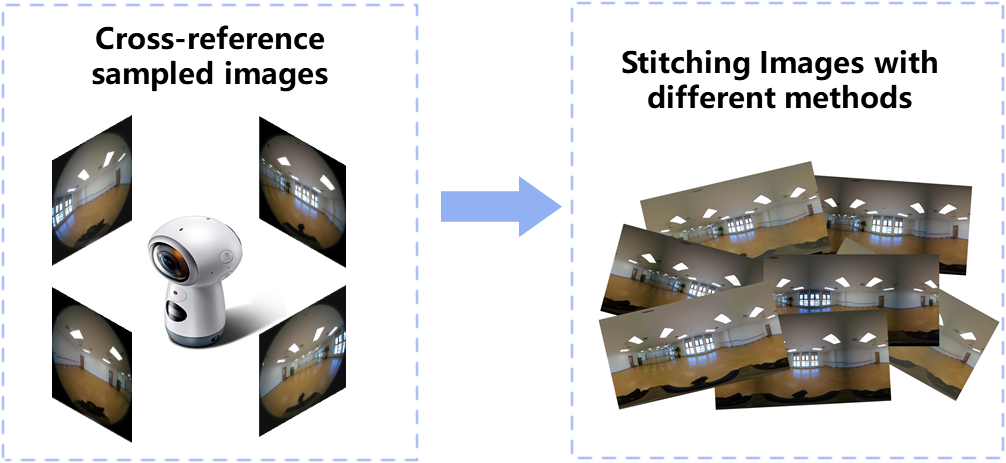 Cross-reference
sampled images
Stitching Images with
different methods